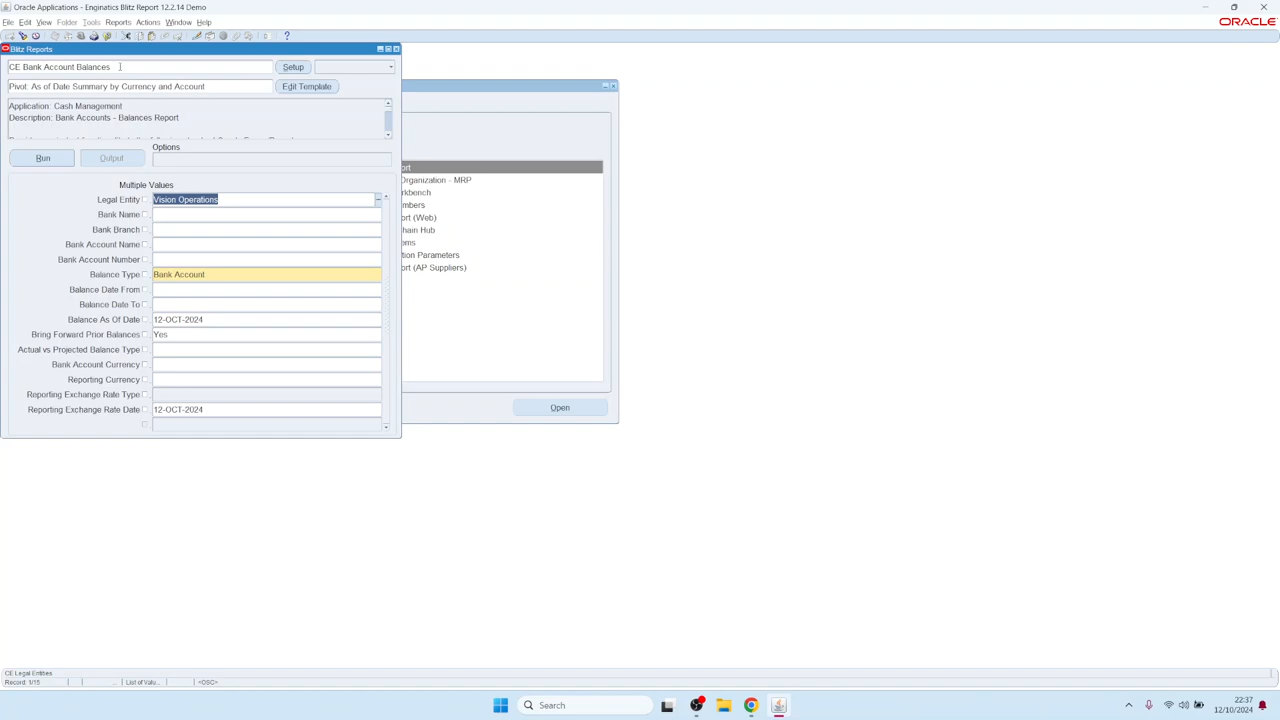 Oracle Applications - Enginatics Blitz Report 12.2.14 Demo
File Edit View Folder Tools Reports Actions Window Help
ORACLE
Blitz Reports
CE Bank Account Balances
Setup
Pivot: As of Date Summary by Currency and Account
Edit Template
Application: Cash Management
Description: Bank Accounts - Balances Report
Run
Output
Options
Multiple Values
Legal Entity Vision Operations
Bank Name
Bank Branch
Bank Account Name
Bank Account Number
Balance Type Bank Account
Balance Date From
Balance Date To
Balance As Of Date 12-OCT-2024
Bring Forward Prior Balances Yes
Actual vs Projected Balance Type
Bank Account Currency
Reporting Currency
Reporting Exchange Rate Type
Reporting Exchange Rate Date 12-OCT-2024
ort
Organization - MRP
rkbench
mbers
ort (Web)
Chain Hub
ems
tion Parameters
ort (AP Suppliers)
Open
CE Legal Entities
Record: 1/15 ... List of Valu... <OSC>
Search
22:37
12/10/2024